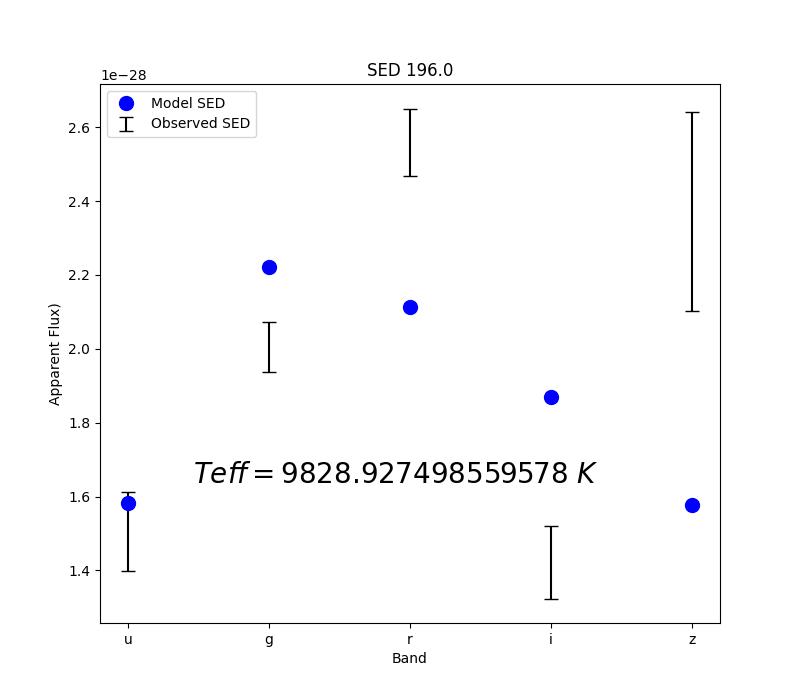 SED 196.0
1e−28
Model SED
Observed SED
2.6
2.4
2.2
2.0
1.8
1.6
1.4
Apparent Flux)
Teff = 9828.927498559578 K
u g r i z
Band